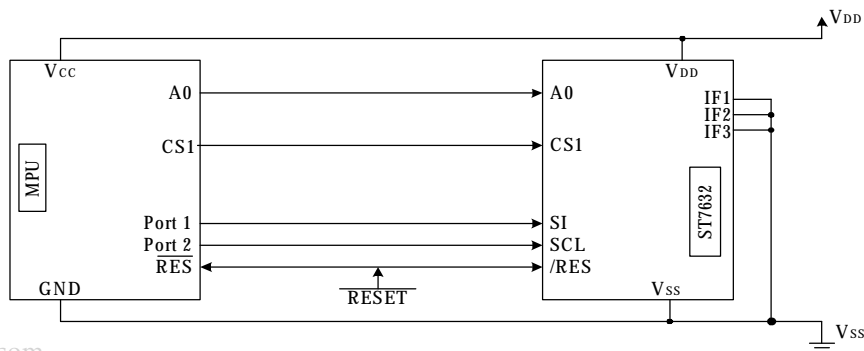 VDD
VCC
VDD
A0
A0
IF1
IF2
IF3
CS1
CS1
MPU
ST7632
Port 1
SI
Port 2
SCL
RES
/RES
GND
RESET
VSS
VSS
com